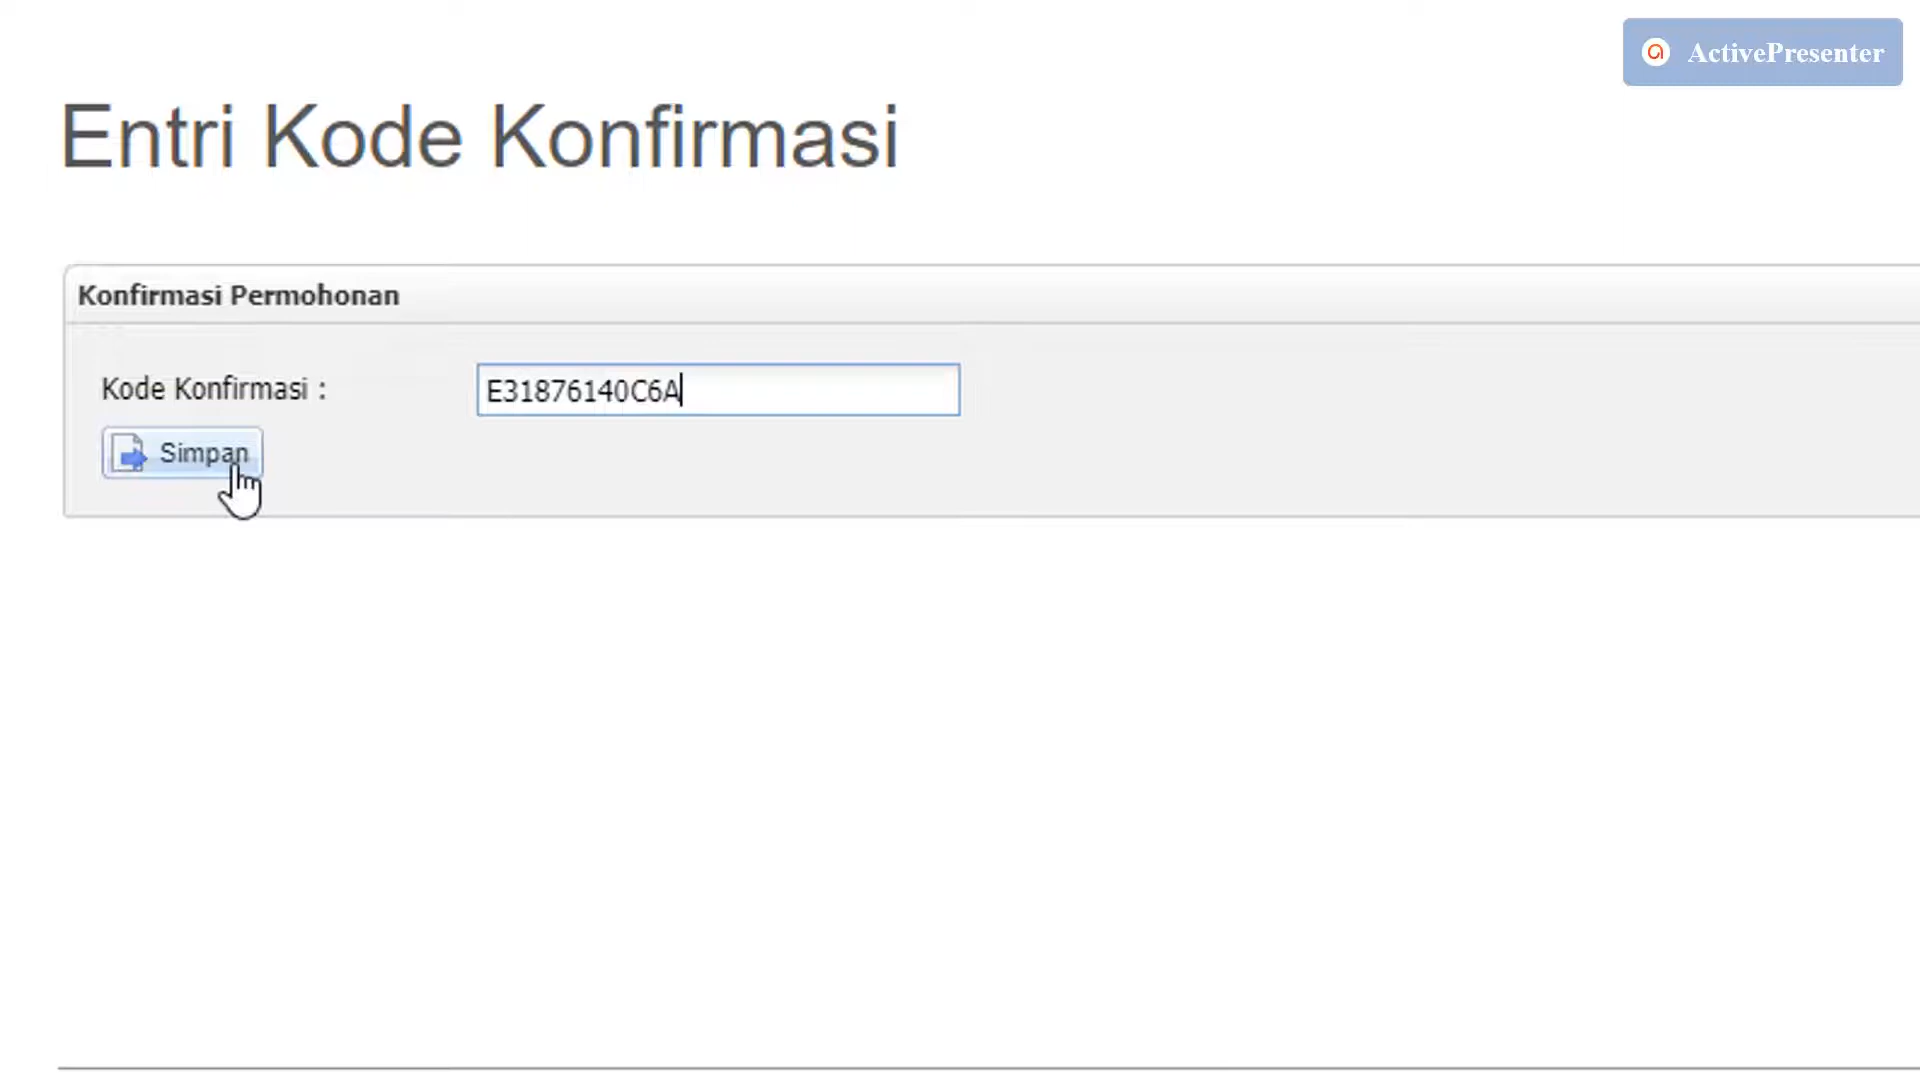 ActivePresenter
Entri Kode Konfirmasi
Konfirmasi Permohonan
Kode Konfirmasi : E31876140C6A
Simpan